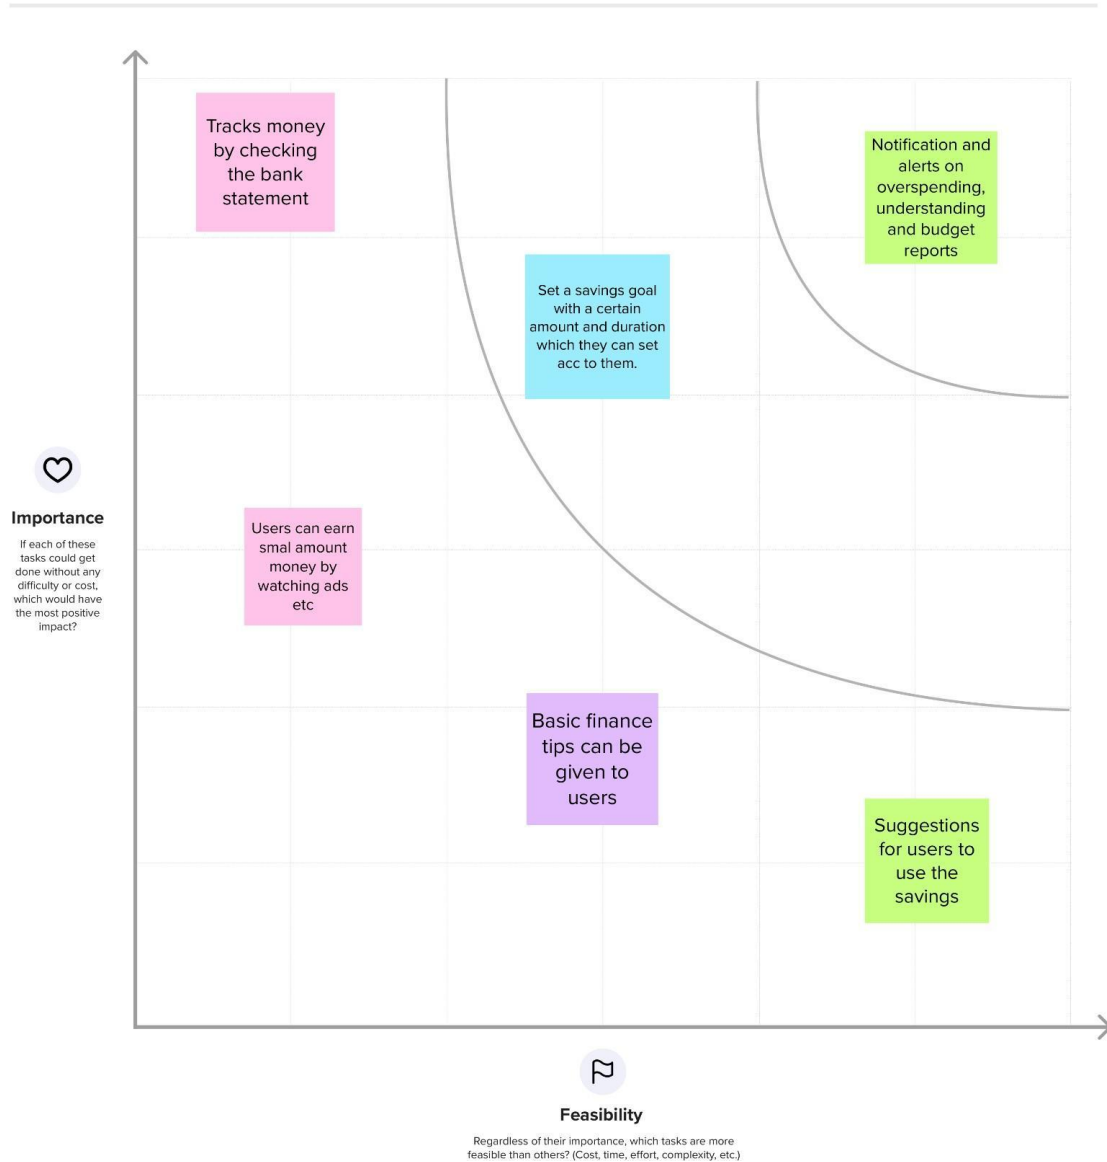 Tracks money
by checking
the bank
statement
Notification and
alerts on
overspending,
understanding
and budget
reports
Set a savings goal
with a certain
amount and duration
which they can set
acc to them.
Importance
If each of these
tasks could get
done without any
difficulty or cost,
which would have
the most positive
impact?
Users can earn
smal amount
money by
watching ads
etc
Basic finance
tips can be
given to
users
Suggestions
for users to
use the
savings
Feasibility
Regardless of their importance, which tasks are more
feasible than others? (Cost, time, effort, complexity, etc.)